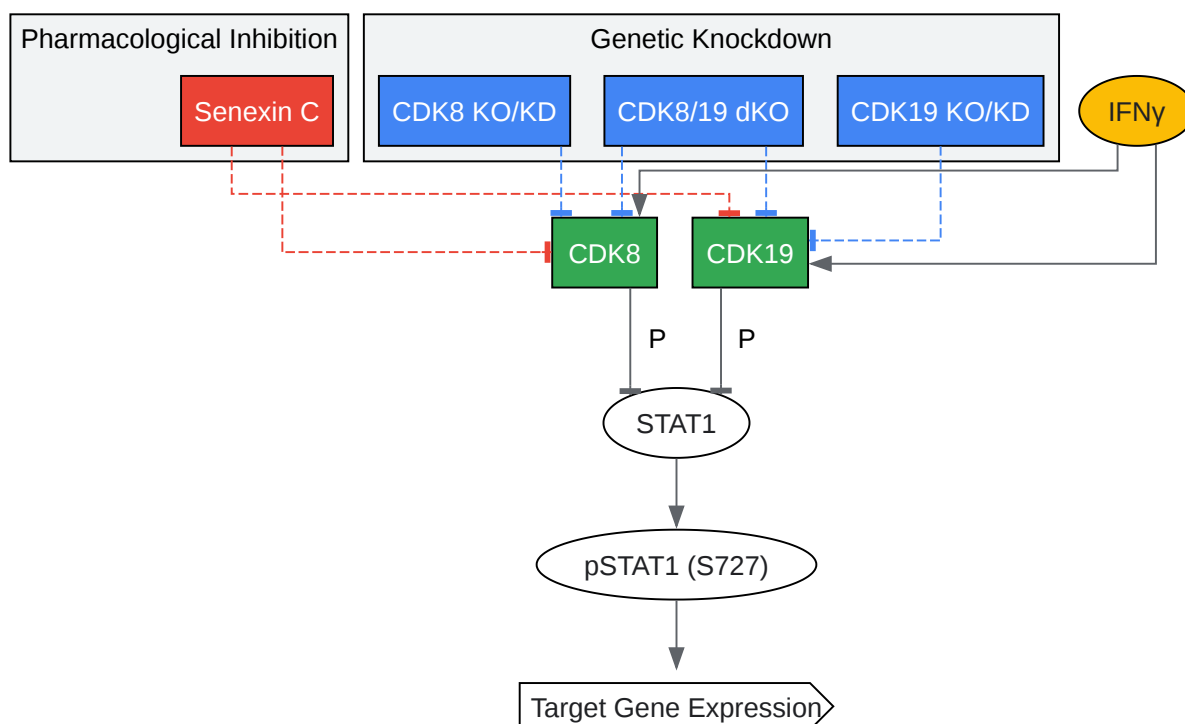 Pharmacological Inhibition
Genetic Knockdown
Senexin C
CDK8 KO/KD
CDK8/19 dKO
CDK19 KO/KD
IFNγ
CDK8
CDK19
P
P
STAT1
pSTAT1 (S727)
Target Gene Expression